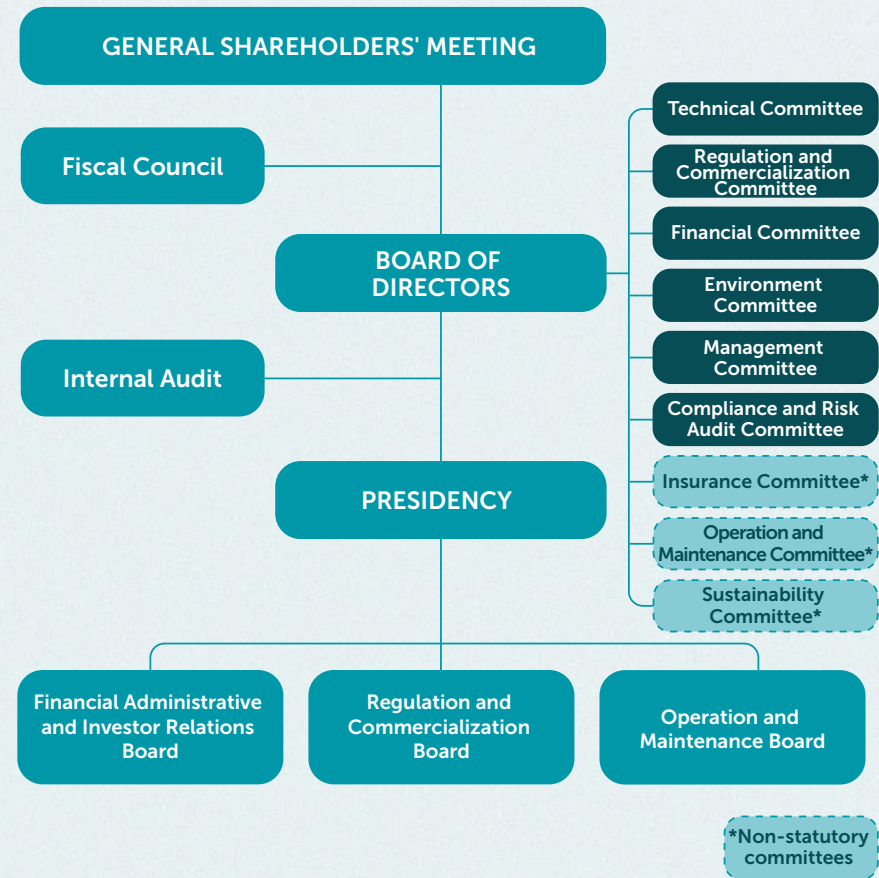 GENERAL SHAREHOLDERS' MEETING
Technical Committee
Fiscal Council
Regulation and
Commercialization
Committee
Financial Committee
BOARD OF
DIRECTORS
Environment
Committee
Internal Audit
Management
Committee
Compliance and Risk
Audit Committee
PRESIDENCY
Insurance Committee*
Operation and
Maintenance Committee*
Sustainability
Committee*
Financial Administrative
and Investor Relations
Board
Regulation and
Commercialization
Board
Operation and
Maintenance Board
*Non-statutory
committees